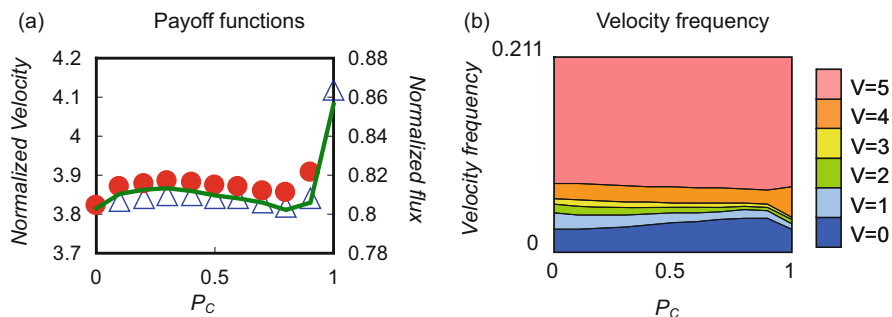 (a) Payoff functions
4.2
4.1
4
3.9
3.8
3.7
Normalized Velocity
0.88
0.86
0.84
0.82
0.8
0.78
Normalized flux
0 0.5 1
P_C
(b) Velocity frequency
0.211
0
Velocity frequency
0 0.5 1
P_C
V=5
V=4
V=3
V=2
V=1
V=0